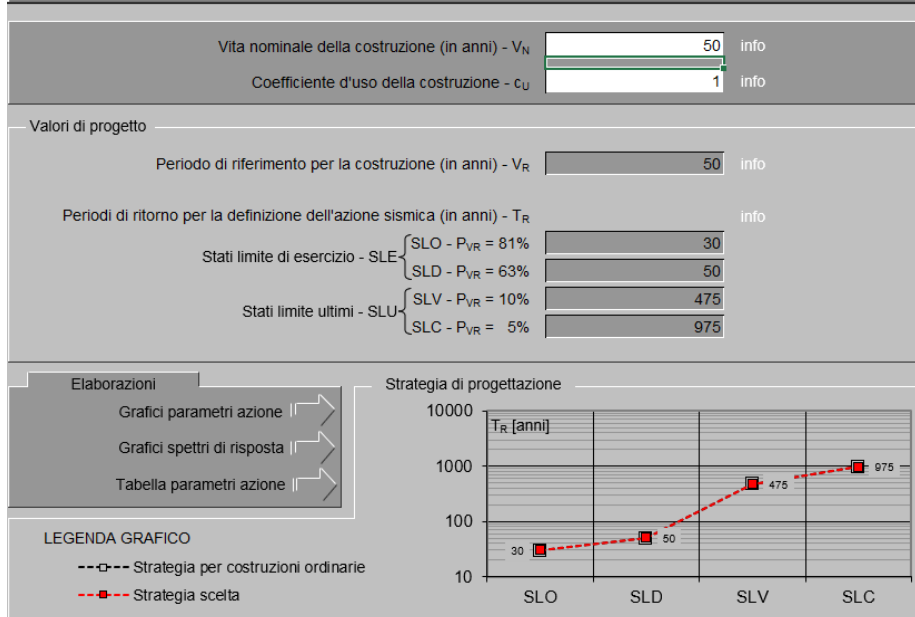 Vita nominale della costruzione (in anni) - VN 50 info
Coefficiente d'uso della costruzione - cU 1 info
Valori di progetto
Periodo di riferimento per la costruzione (in anni) - VR 50 info
Periodi di ritorno per la definizione dell'azione sismica (in anni) - TR info
Stati limite di esercizio - SLE
SLO - PVR = 81% 30
SLD - PVR = 63% 50
Stati limite ultimi - SLU
SLV - PVR = 10% 475
SLC - PVR = 5% 975
Elaborazioni
Grafici parametri azione
Grafici spettri di risposta
Tabella parametri azione
LEGENDA GRAFICO
Strategia per costruzioni ordinarie
Strategia scelta
Strategia di progettazione
TR [anni]
10000
1000
100
10
30
50
475
975
SLO SLD SLV SLC